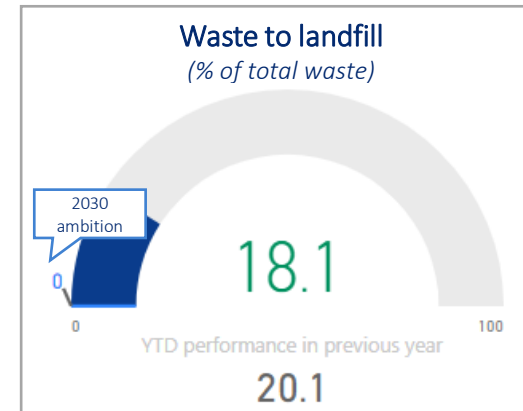 Waste to landfill
(% of total waste)
2030
ambition
0
18.1
0
100
YTD performance in previous year
20.1